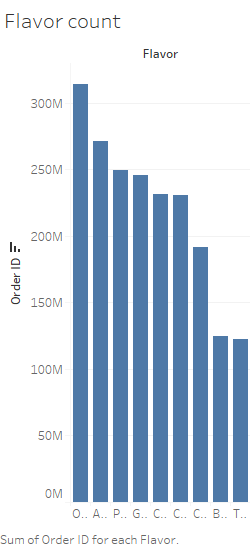 Flavor count
Flavor
300M
250M
200M
150M
100M
50M
0M
Order ID
O.. A.. P.. G.. C.. C.. C.. B.. T..
Sum of Order ID for each Flavor.